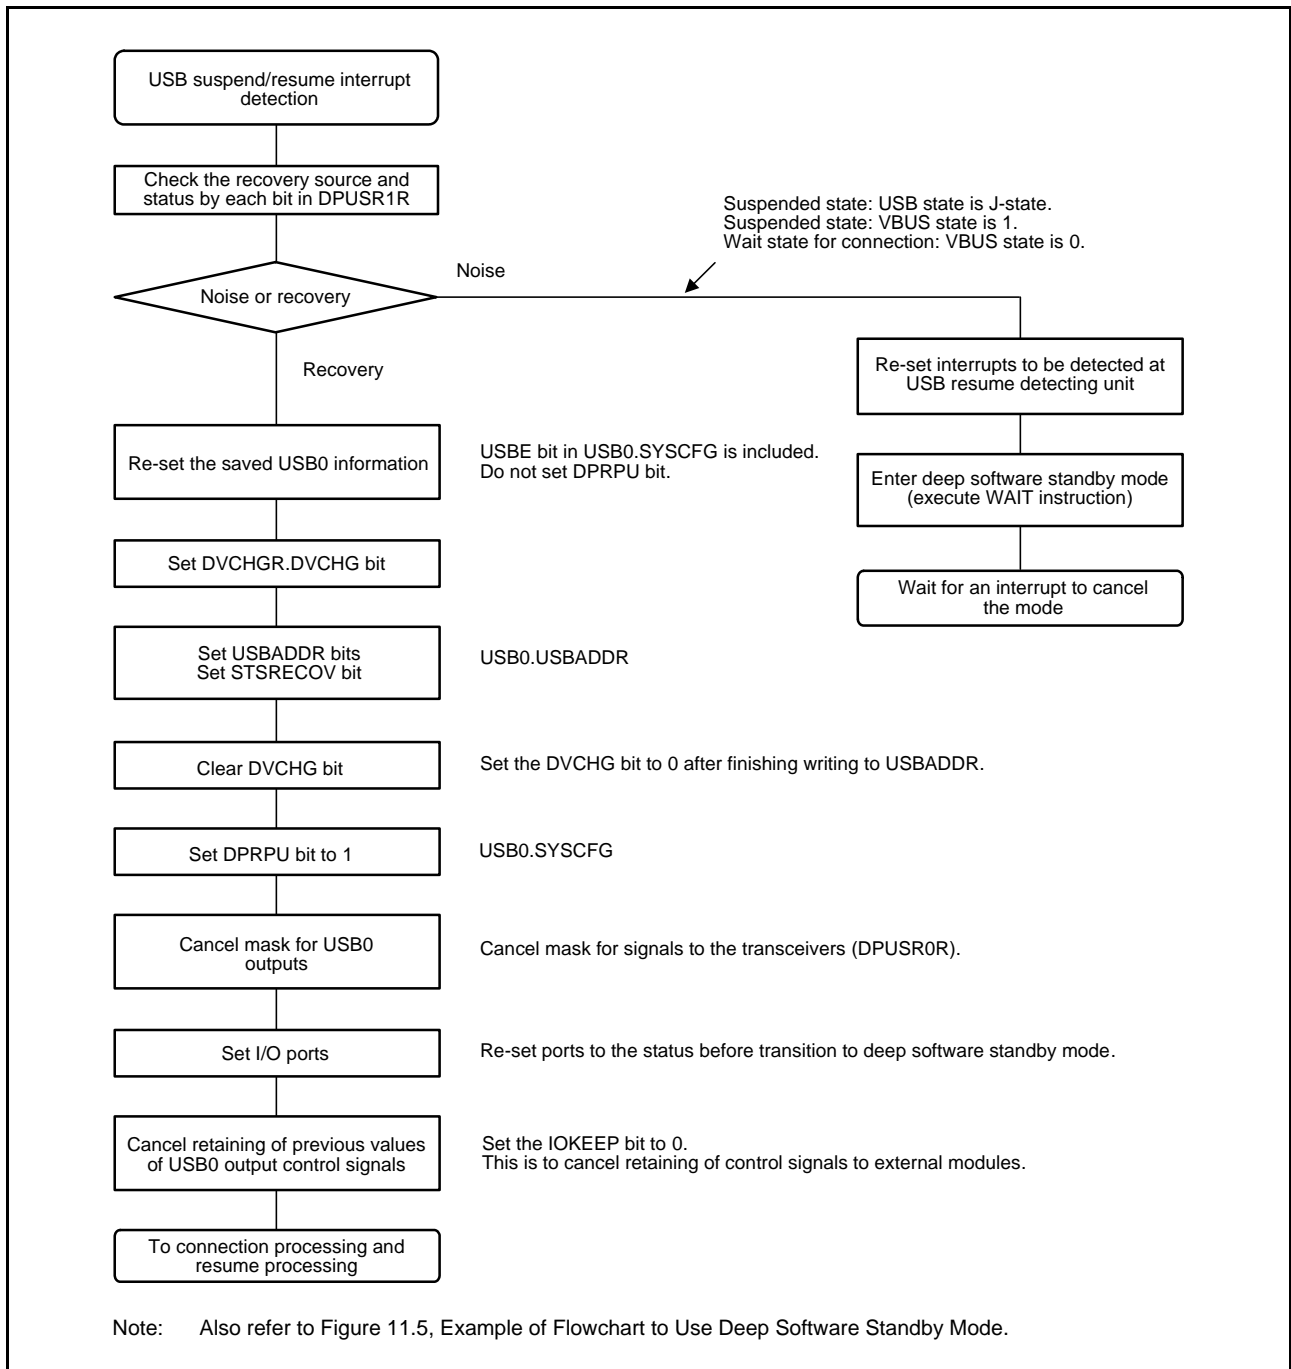 USB suspend/resume interrupt
detection
Check the recovery source and
status by each bit in DPUSR1R
Suspended state: USB state is J-state.
Suspended state: VBUS state is 1.
Wait state for connection: VBUS state is 0.
Noise
Noise or recovery
Recovery
Re-set interrupts to be detected at
USB resume detecting unit
Enter deep software standby mode
(execute WAIT instruction)
Wait for an interrupt to cancel
the mode
Re-set the saved USB0 information
USBE bit in USB0.SYSCFG is included.
Do not set DPRPU bit.
Set DVCHGR.DVCHG bit
Set USBADDR bits
Set STSRECOV bit
USB0.USBADDR
Clear DVCHG bit
Set the DVCHG bit to 0 after finishing writing to USBADDR.
Set DPRPU bit to 1
USB0.SYSCFG
Cancel mask for USB0
outputs
Cancel mask for signals to the transceivers (DPUSR0R).
Set I/O ports
Re-set ports to the status before transition to deep software standby mode.
Cancel retaining of previous values
of USB0 output control signals
Set the IOKEEP bit to 0.
This is to cancel retaining of control signals to external modules.
To connection processing and
resume processing
Note: Also refer to Figure 11.5, Example of Flowchart to Use Deep Software Standby Mode.